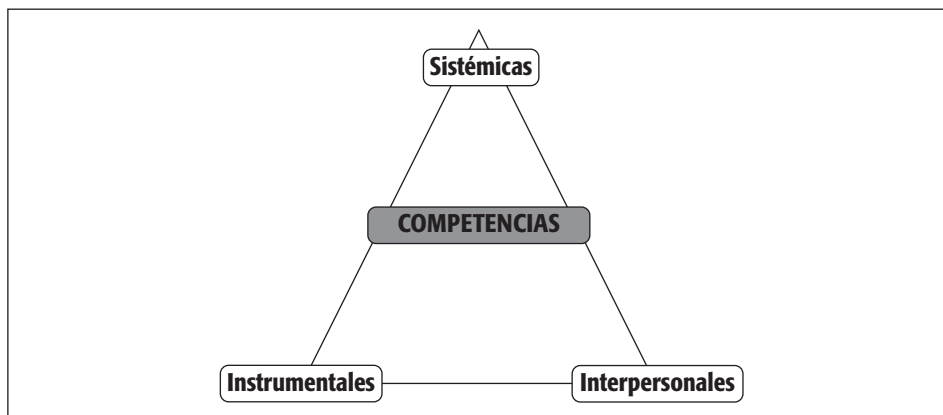 Sistémicas
COMPETENCIAS
Instrumentales
Interpersonales